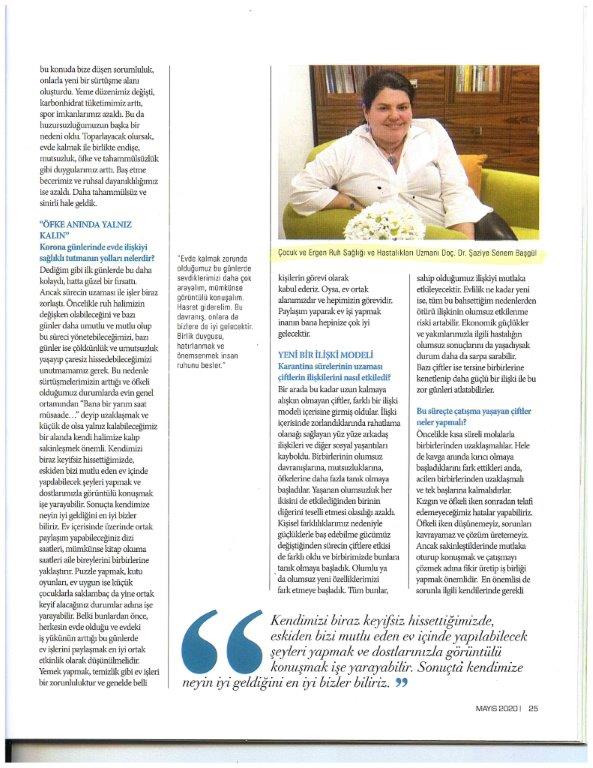 bu konuda bize düşen sorumluluk,
onlarla yeni bir sürtüşme alanı
oluşturdu. Yeme düzenimiz değişti,
karbonhidrat tüketimimiz arttı,
spor imkanlarımız azaldı. Bu da
huzursuzluğumuzun başka bir
nedeni oldu. Toparlayacak olursak,
evde kalmak ile birlikte endişe,
mutsuzluk, öfke ve tahammülsüzlük
gibi duygularımız arttı. Baş etme
becerimiz ve ruhsal dayanıklılığımız
ise azaldı. Daha tahammülsüz ve
sinirli hale geldik.
"ÖFKE ANINDA YALNIZ
KALIN"
Korona günlerinde evde ilişkiyi
sağlıklı tutmanın yolları nelerdir?
Dediğim gibi ilk günlerde bu daha
kolaydı, hatta güzel bir fırsattı.
Ancak sürecin uzaması ile işler biraz
zorlaştı. Öncelikle ruh halimizin
değişken olabileceğini ve bazı
günler daha umutlu ve mutlu olup
bu süreci yönetebileceğimizi, bazı
günler ise çökkünlük ve umutsuzluk
yaşayıp çaresiz hissedebileceğimizi
unutmamamız gerek. Bu nedenle
sürtüşmelerimizin arttığı ve öfkeli
olduğumuz durumlarda evin genel
ortamından "Bana bir yarım saat
müsaade…" deyip uzaklaşmak ve
küçük de olsa yalnız kalabileceğimiz
bir alanda kendi halimize kalıp
sakinleşmek önemli. Kendimizi
biraz keyifsiz hissettiğimizde,
eskiden bizi mutlu eden ev içinde
yapılabilecek şeyleri yapmak ve
dostlarımızla görüntülü konuşmak
işe yarayabilir. Sonuçta kendimize
neyin iyi geldiğini en iyi bizler
biliriz. Ev içerisinde üzerinde ortak
paylaşım yapabileceğiniz dizi
saatleri, mümkünse kitap okuma
saatleri aile bireylerini birbirlerine
yaklaştırır. Puzzle yapmak, kutu
oyunları, ev uygun işe küçük
çocuklarla saklambaç da yine ortak
keyif alacağınız durumlar adına işe
yarayabilir. Belki bunlardan önce,
herkesin evde olduğu ve evdeki
iş yükünün arttığı bu günlerde
ev işlerini paylaşmak en iyi ortak
etkinlik olarak düşünülmelidir.
Yemek yapmak, temizlik gibi ev işleri
bir zorunluluktur ve genelde belli
"Evde kalmak zorunda
olduğumuz bu günlerde
sevdiklerimizi daha çok
arayalım, mümkünse
görüntülü konuşalım.
Hasret giderelim. Bu
davranış, onlara da
bizlere de iyi gelecektir.
Birlik duygusu,
hatırlanmak ve
önemsenmek insan
ruhunu besler."
Çocuk ve Ergen Ruh Sağlığı ve Hastalıkları Uzmanı Doç. Dr. Şaziye Senem Başgül
kişilerin görevi olarak
kabul ederiz. Oysa, ev ortak
alanımızdır ve hepimizin görevidir.
Paylaşım yaparak ev işi yapmak
inanın bana hepinize çok iyi
gelecektir.
YENİ BİR İLİŞKİ MODELİ
Karantina sürelerinin uzaması
çiftlerin ilişkilerini nasıl etkiledi?
Bir arada bu kadar uzun kalmaya
alışkın olmayan çiftler, farklı bir ilişki
modeli içerisine girmiş oldular. İlişki
içerisinde zorlandıklarında rahatlama
olanağı sağlayan yüz yüze arkadaş
ilişkileri ve diğer sosyal yaşantıları
kayboldu. Birbirlerinin olumsuz
davranışlarına, mutsuzluklarına,
öfkelerine daha fazla tanık olmaya
başladılar. Yaşanan olumsuzluk her
ikisini de etkilediğinden birinin
diğerini teselli etmesi olasılığı azaldı.
Kişisel farklılıklarımız nedeniyle
güçlüklerle baş edebilme gücümüz
değiştiğinden sürecin çiftlere etkisi
de farklı oldu ve birbirimizde bunlara
tanık olmaya başladık. Olumlu ya
da olumsuz yeni özelliklerimizi
fark etmeye başladık. Tüm bunlar,
sahip olduğumuz ilişkiyi mutlaka
etkileyecektir. Evlilik ne kadar yeni
ise, tüm bu bahsettiğim nedenlerden
ötürü ilişkinin olumsuz etkilenme
riski artabilir. Ekonomik güçlükler
ve yakınlarınızla ilgili hastalığın
olumsuz sonuçlarını da yaşadıysak
durum daha da sarpa sarabilir.
Bazı çiftler ise tersine birbirlerine
kenetlenip daha güçlü bir ilişki ile bu
zor günleri atlatabilirler.
Bu süreçte çatışma yaşayan çiftler
neler yapmalı?
Öncelikle kısa süreli molalarla
birbirlerinden uzaklaşmalılar. Hele
de kavga anında kırıcı olmaya
başladıklarını fark ettikleri anda,
acilen birbirlerinden uzaklaşmalı
ve tek başlarına kalmalıdırlar.
Kızgın ve öfkeli iken sonradan telafi
edemeyeceğimiz hatalar yapabiliriz.
Öfkeli iken düşünemeyiz, sorunları
kavrayamaz ve çözüm üretemeyiz.
Ancak sakinleştiklerinde mutlaka
oturup konuşmak ve çatışmayı
çözmek adına fikir üretip iş birliği
yapmak önemlidir. En önemlisi de
sorunla ilgili kendilerinde gerekli
“ Kendimizi biraz keyifsiz hissettiğimizde,
eskiden bizi mutlu eden ev içinde yapılabilecek
şeyleri yapmak ve dostlarınızla görüntülü
konuşmak işe yarayabilir. Sonuçta kendimize
neyin iyi geldiğini en iyi bizler biliriz. ”
MAYIS 2020 | 25